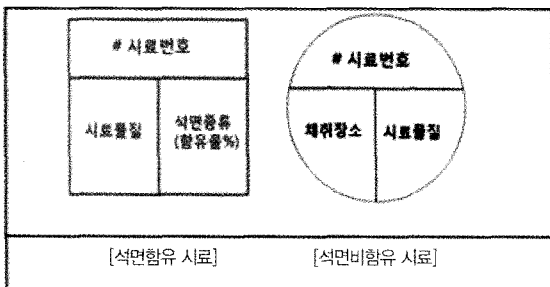 # 시료번호
시료물질
석면종류
(함유율%)
# 시료번호
채취장소
시료물질
[석면함유 시료]
[석면비함유 시료]